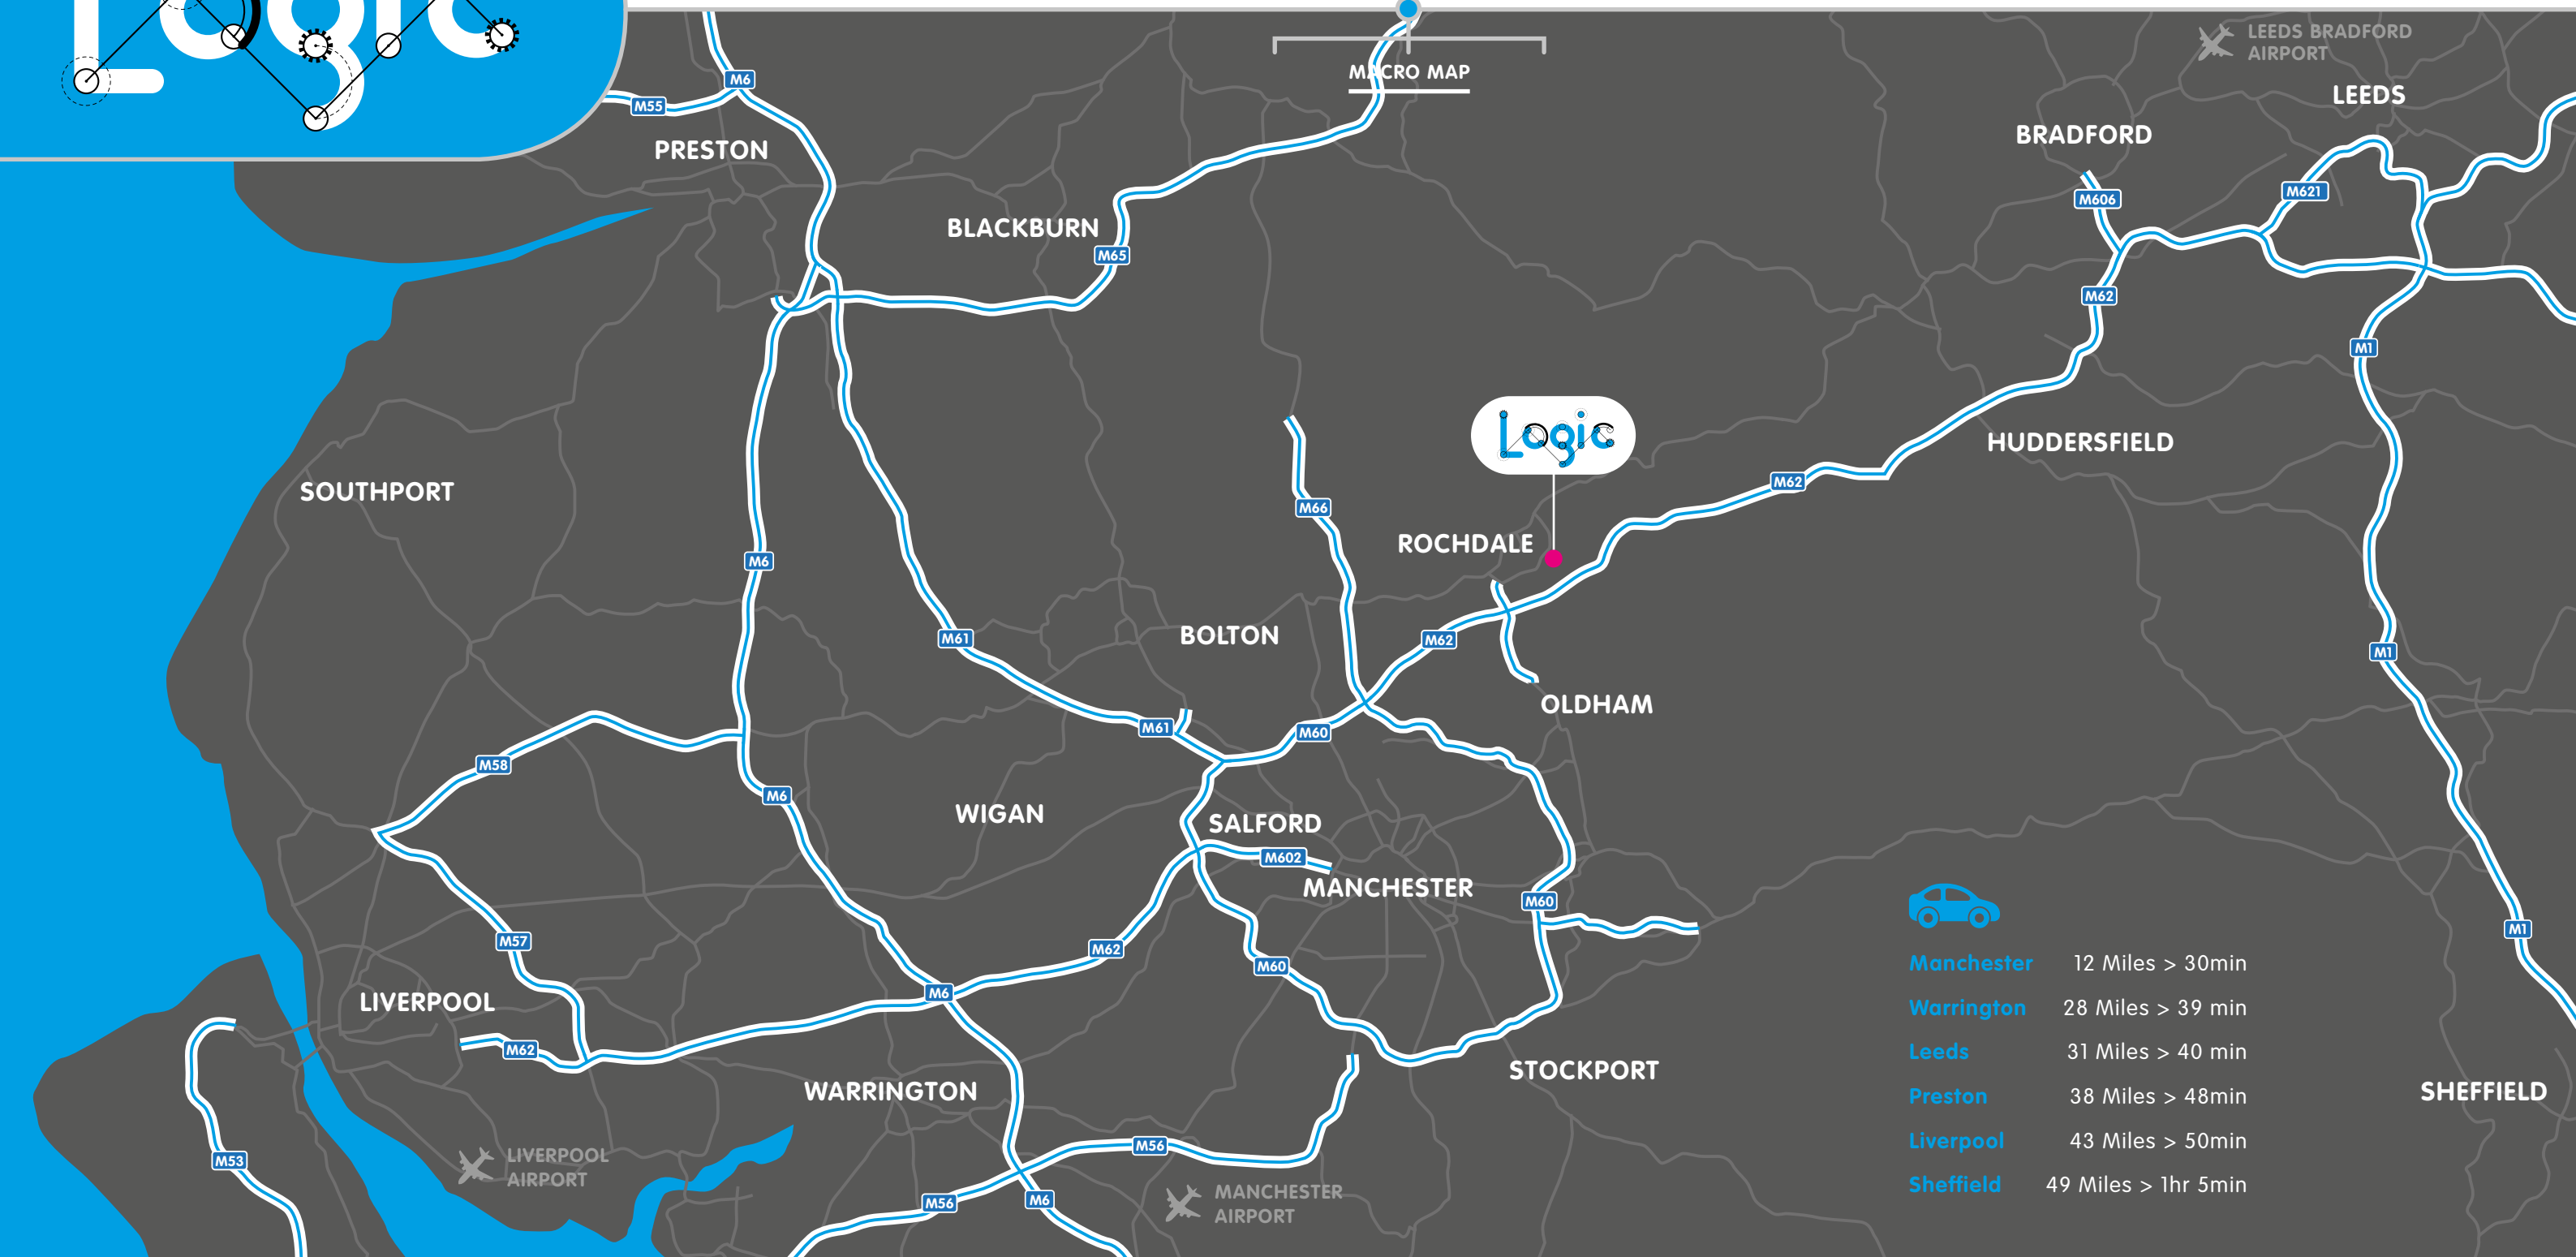 Logic
MACRO MAP
LEEDS BRADFORD
AIRPORT
LEEDS
M6
M55
PRESTON
BRADFORD
M606
M621
BLACKBURN
M65
M62
M1
Logic
HUDDERSFIELD
M62
SOUTHPORT
M66
ROCHDALE
M6
M61
BOLTON
M62
M1
OLDHAM
M61
M60
M58
M6
WIGAN
SALFORD
M602
MANCHESTER
M60
M57
M62
M60
M1
LIVERPOOL
M6
M62
WARRINGTON
STOCKPORT
SHEFFIELD
M53
LIVERPOOL
AIRPORT
M56
M56
M6
MANCHESTER
AIRPORT
Manchester 12 Miles > 30min
Warrington 28 Miles > 39 min
Leeds 31 Miles > 40 min
Preston 38 Miles > 48min
Liverpool 43 Miles > 50min
Sheffield 49 Miles > 1hr 5min